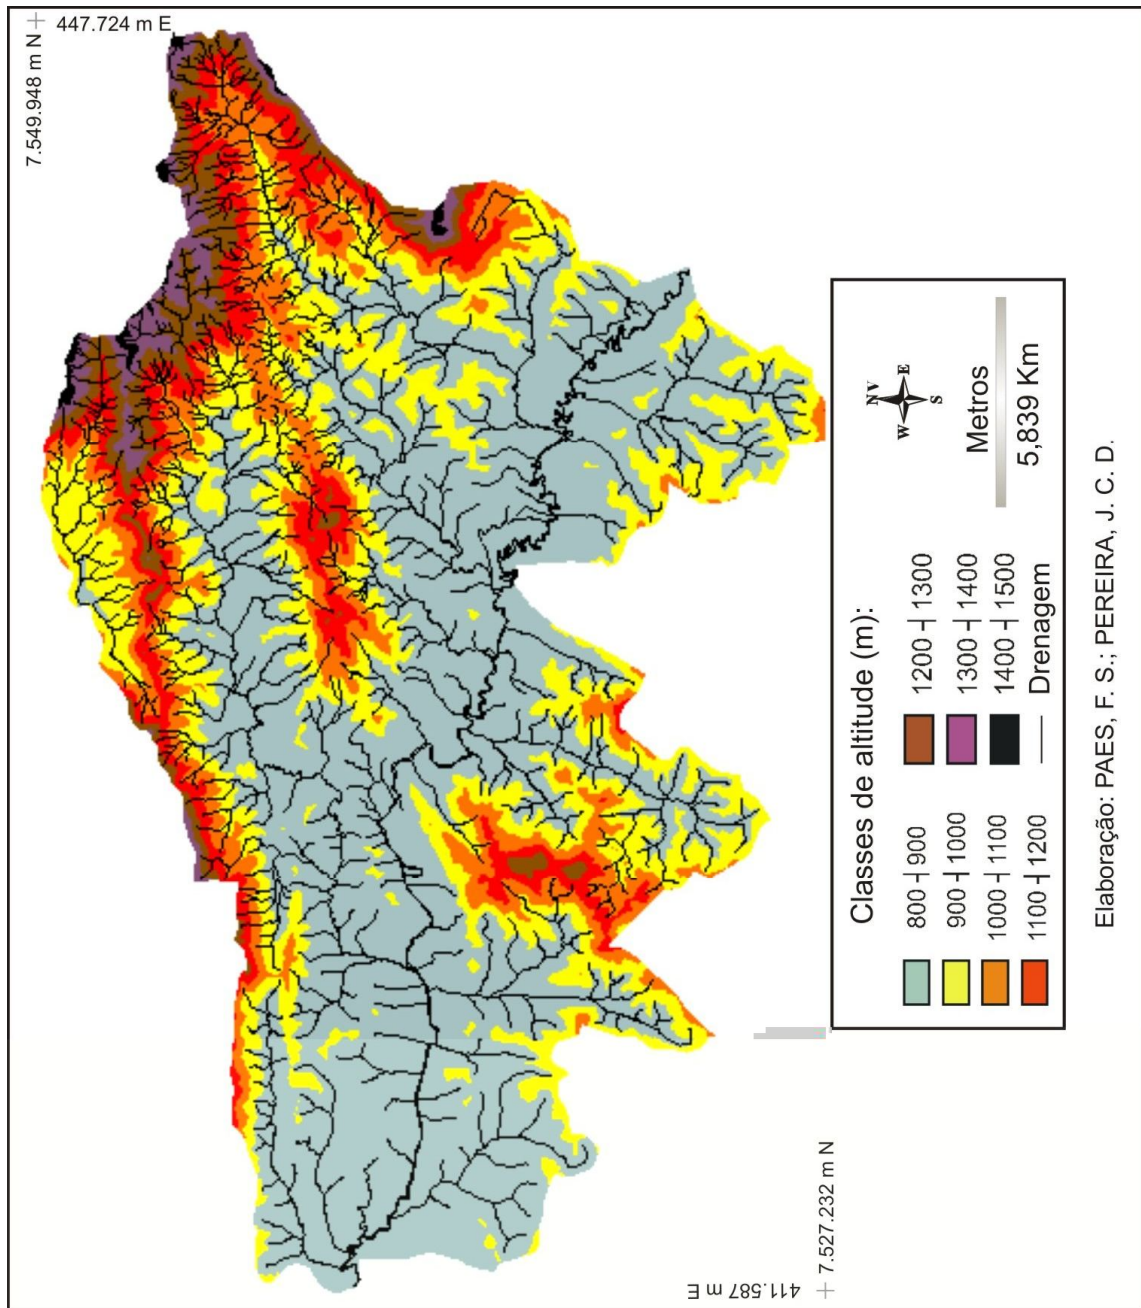 447.724 m E
7.549.948 m N
Classes de altitude (m):
800 ┤ 900
900 ┤ 1000
1000 ┤ 1100
1100 ┤ 1200
1200 ┤ 1300
1300 ┤ 1400
1400 ┤ 1500
Drenagem
W
E
S
Metros
5,839 Km
411.587 m E
7.527.232 m N
Elaboração: PAES, F. S.; PEREIRA, J. C. D.